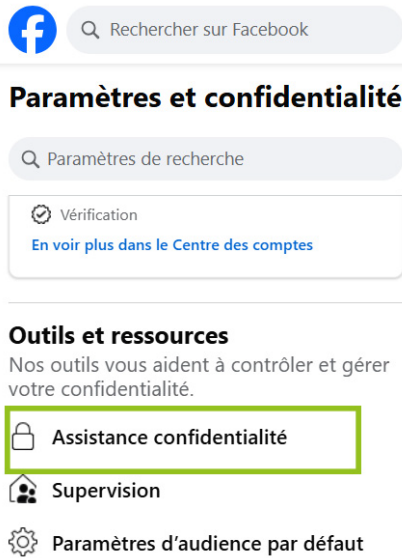 Rechercher sur Facebook
Paramètres et confidentialité
Paramètres de recherche
Vérification
En voir plus dans le Centre des comptes
Outils et ressources
Nos outils vous aident à contrôler et gérer
votre confidentialité.
Assistance confidentialité
Supervision
Paramètres d’audience par défaut